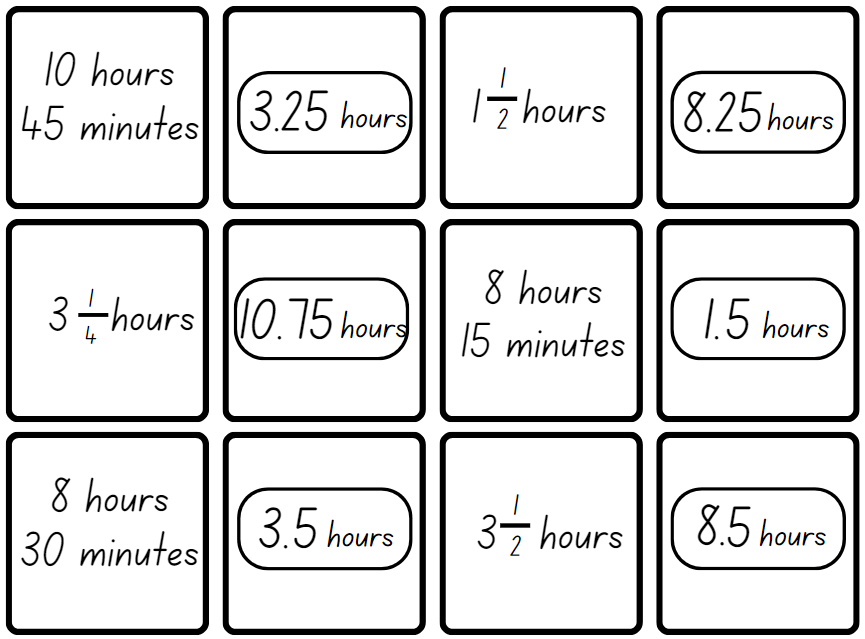 10 hours
45 minutes
3.25 hours
1 1/2 hours
8.25 hours
3 1/4 hours
10.75 hours
8 hours
15 minutes
1.5 hours
8 hours
30 minutes
3.5 hours
3 1/2 hours
8.5 hours